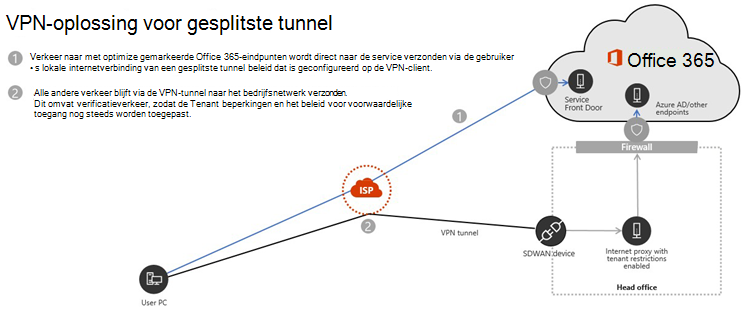 VPN-oplossing voor gesplitste tunnel
1 Verkeer naar met optimize gemarkeerde Office 365-eindpunten wordt direct naar de service verzonden via de gebruiker
• s lokale internetverbinding van een gesplitste tunnel beleid dat is geconfigureerd op de VPN-client.
2 Alle andere verkeer blijft via de VPN-tunnel naar het bedrijfsnetwerk verzonden.
Dit omvat verificatieverkeer, zodat de Tenant beperkingen en het beleid voor voorwaardelijke
toegang nog steeds worden toegepast.
Office 365
Service
Front Door
Azure AD/other
endpoints
1
Firewall
ISP
2
VPN tunnel
SDWAN device
Internet proxy with
tenant restrictions
enabled
Head office
User PC